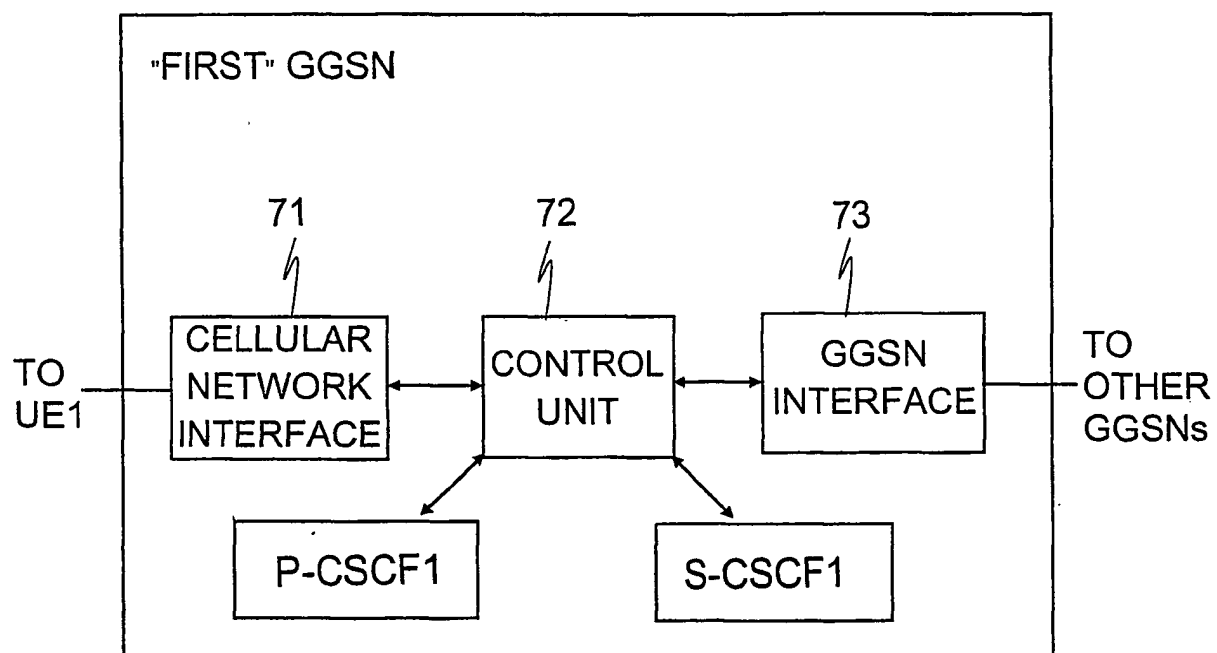 "FIRST" GGSN
71
72
73
TO
UE1
CELLULAR
NETWORK
INTERFACE
CONTROL
UNIT
GGSN
INTERFACE
TO
OTHER
GGSNs
P-CSCF1
S-CSCF1